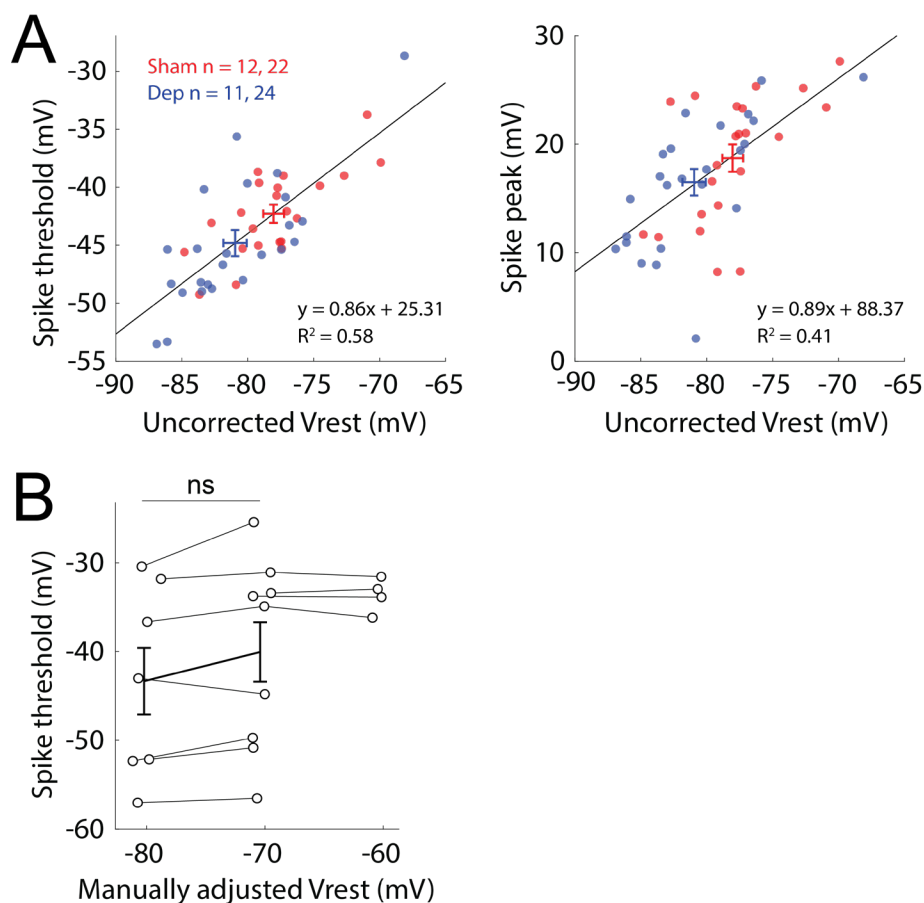 A
Sham n = 12, 22
Dep n = 11, 24
Spike threshold (mV)
-30
-35
-40
-45
-50
-55
y = 0.86x + 25.31
R² = 0.58
-90 -85 -80 -75 -70 -65
Uncorrected Vrest (mV)
Spike peak (mV)
30
20
10
0
y = 0.89x + 88.37
R² = 0.41
-90 -85 -80 -75 -70 -65
Uncorrected Vrest (mV)
B
ns
Spike threshold (mV)
-30
-40
-50
-60
-80 -70 -60
Manually adjusted Vrest (mV)